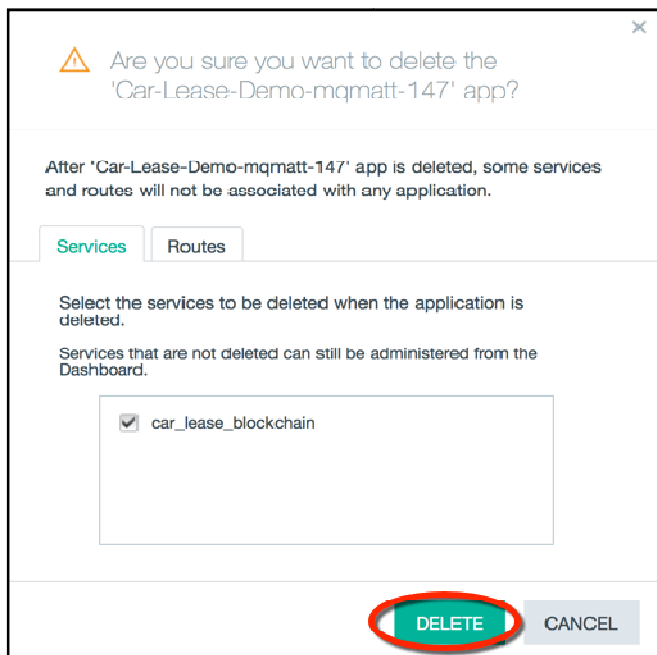 Are you sure you want to delete the
'Car-Lease-Demo-mqmatt-147' app?
After 'Car-Lease-Demo-mqmatt-147' app is deleted, some services
and routes will not be associated with any application.
Services
Routes
Select the services to be deleted when the application is
deleted.
Services that are not deleted can still be administered from the
Dashboard.
car_lease_blockchain
DELETE
CANCEL